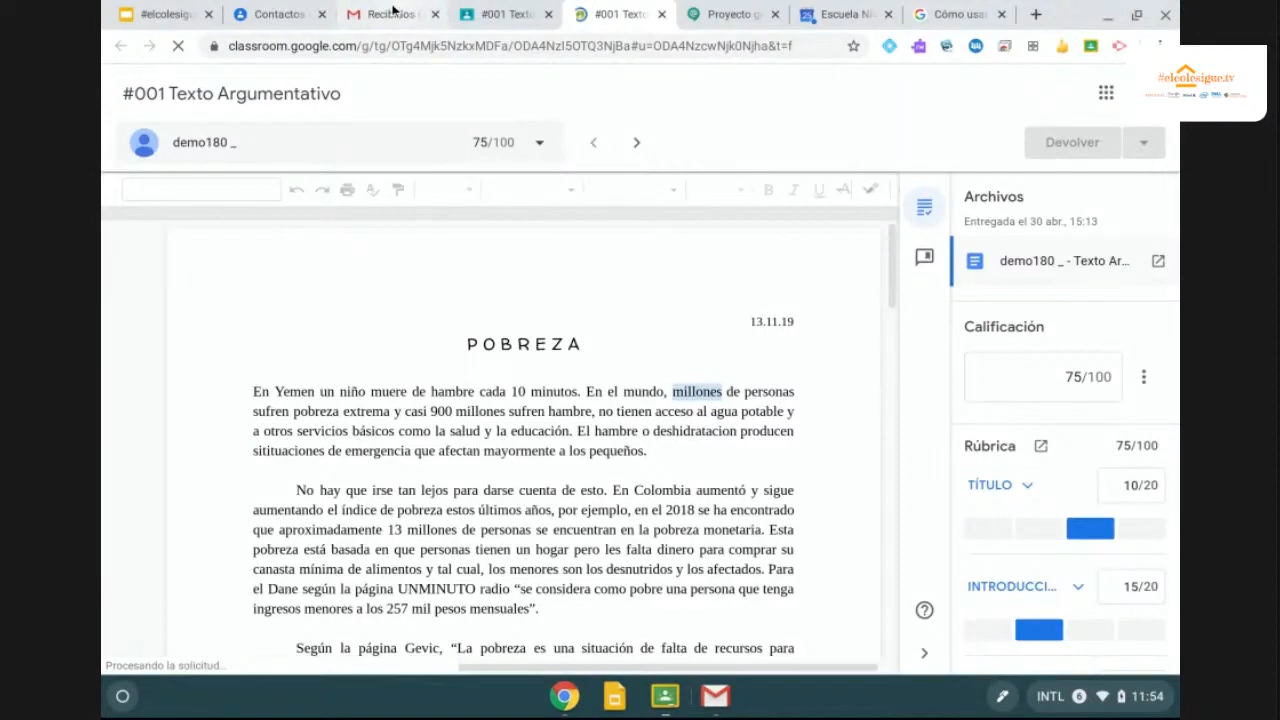 #elcolesigu
Contactos
Recibidos
#001 Texto
#001 Texto
Proyecto g
Escuela Ni
Cómo usa
classroom.google.com/g/tg/OTg4Mjk5NzkxMDFa/ODA4NzI5OTQ3NjBa#u=ODA4NzcwNjk0Njha&t=f
#elcolesigue.tv
#001 Texto Argumentativo
demo180 _ 75/100
Devolver
B I U A
Archivos
Entregada el 30 abr., 15:13
demo180 _ - Texto Ar...
Calificación
75/100
Rúbrica 75/100
TÍTULO 10/20
INTRODUCCI... 15/20
13.11.19
POBREZA
En Yemen un niño muere de hambre cada 10 minutos. En el mundo, millones de personas
sufren pobreza extrema y casi 900 millones sufren hambre, no tienen acceso al agua potable y
a otros servicios básicos como la salud y la educación. El hambre o deshidratacion producen
sitituaciones de emergencia que afectan mayormente a los pequeños.
No hay que irse tan lejos para darse cuenta de esto. En Colombia aumentó y sigue
aumentando el índice de pobreza estos últimos años, por ejemplo, en el 2018 se ha encontrado
que aproximadamente 13 millones de personas se encuentran en la pobreza monetaria. Esta
pobreza está basada en que personas tienen un hogar pero les falta dinero para comprar su
canasta mínima de alimentos y tal cual, los menores son los desnutridos y los afectados. Para
el Dane según la página UNMINUTO radio “se considera como pobre una persona que tenga
ingresos menores a los 257 mil pesos mensuales”.
Según la página Gevic, “La pobreza es una situación de falta de recursos para
Procesando la solicitud...
INTL 6 11:54